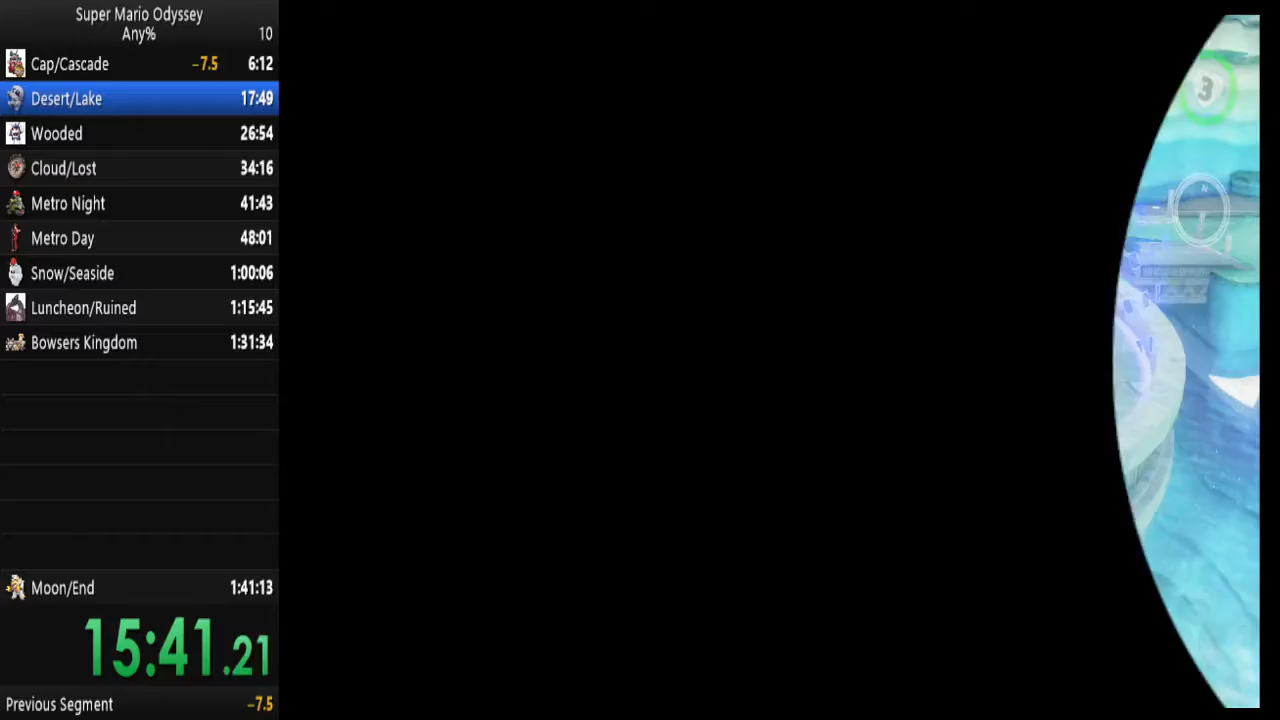 Super Mario Odyssey
Any%
10
Cap/Cascade −7.5 6:12
Desert/Lake 17:49
Wooded 26:54
Cloud/Lost 34:16
Metro Night 41:43
Metro Day 48:01
Snow/Seaside 1:00:06
Luncheon/Ruined 1:15:45
Bowsers Kingdom 1:31:34
Moon/End 1:41:13
15:41.21
Previous Segment −7.5
3
N